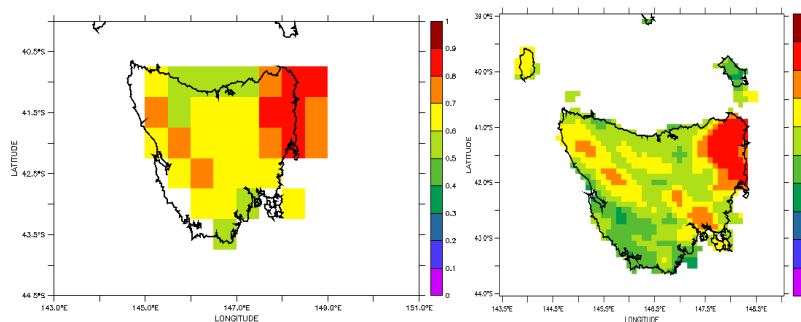 40.5°S
41.5°S
42.5°S
43.5°S
44.5°S
LATITUDE
143.0°E
145.0°E
147.0°E
149.0°E
151.0°E
LONGITUDE
1
0.9
0.8
0.7
0.6
0.5
0.4
0.3
0.2
0.1
0
39.0°S
40.0°S
41.0°S
42.0°S
43.0°S
44.0°S
LATITUDE
143.5°E
144.5°E
145.5°E
146.5°E
147.5°E
148.5°E
LONGITUDE